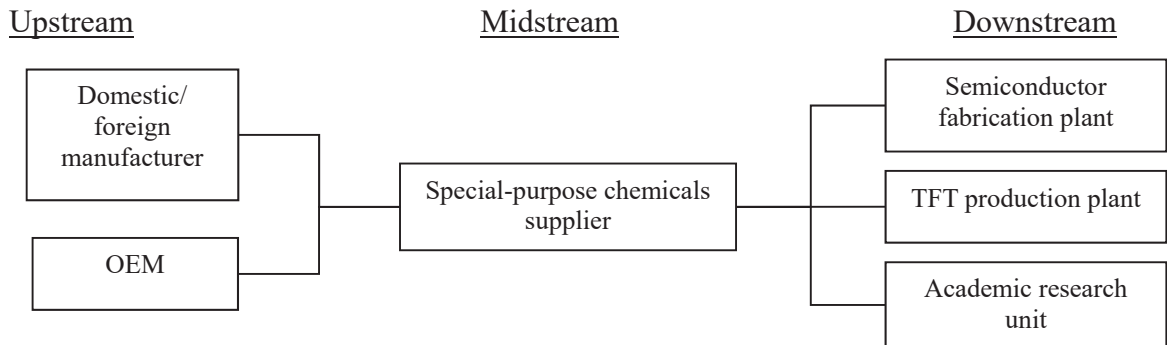 Upstream
Midstream
Downstream
Domestic/
foreign
manufacturer
OEM
Special-purpose chemicals
supplier
Semiconductor
fabrication plant
TFT production plant
Academic research
unit